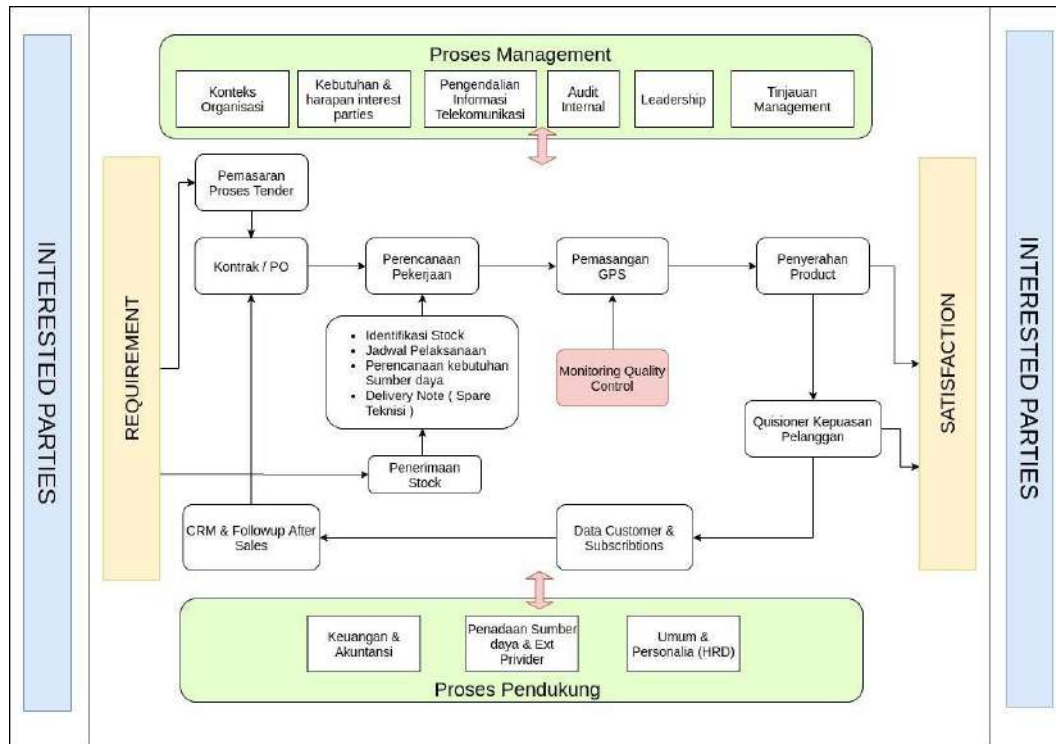 Proses Management
Konteks
Organisasi
Kebutuhan &
harapan interest
parties
Pengendalian
Informasi
Telekomunikasi
Audit
Internal
Leadership
Tinjauan
Management
INTERESTED PARTIES
REQUIREMENT
Pemasaran
Proses Tender
Kontrak / PO
Perencanaan
Pekerjaan
Pemasangan
GPS
Penyerahan
Product
• Identifikasi Stock
• Jadwal Pelaksanaan
• Perencanaan kebutuhan
Sumber daya
• Delivery Note ( Spare
Teknisi )
Monitoring Quality
Control
Quisioner Kepuasan
Pelanggan
Penerimaan
Stock
CRM & Followup After
Sales
Data Customer &
Subscribtions
SATISFACTION
INTERESTED PARTIES
Keuangan &
Akuntansi
Penadaan Sumber
daya & Ext
Privider
Umum &
Personalia (HRD)
Proses Pendukung